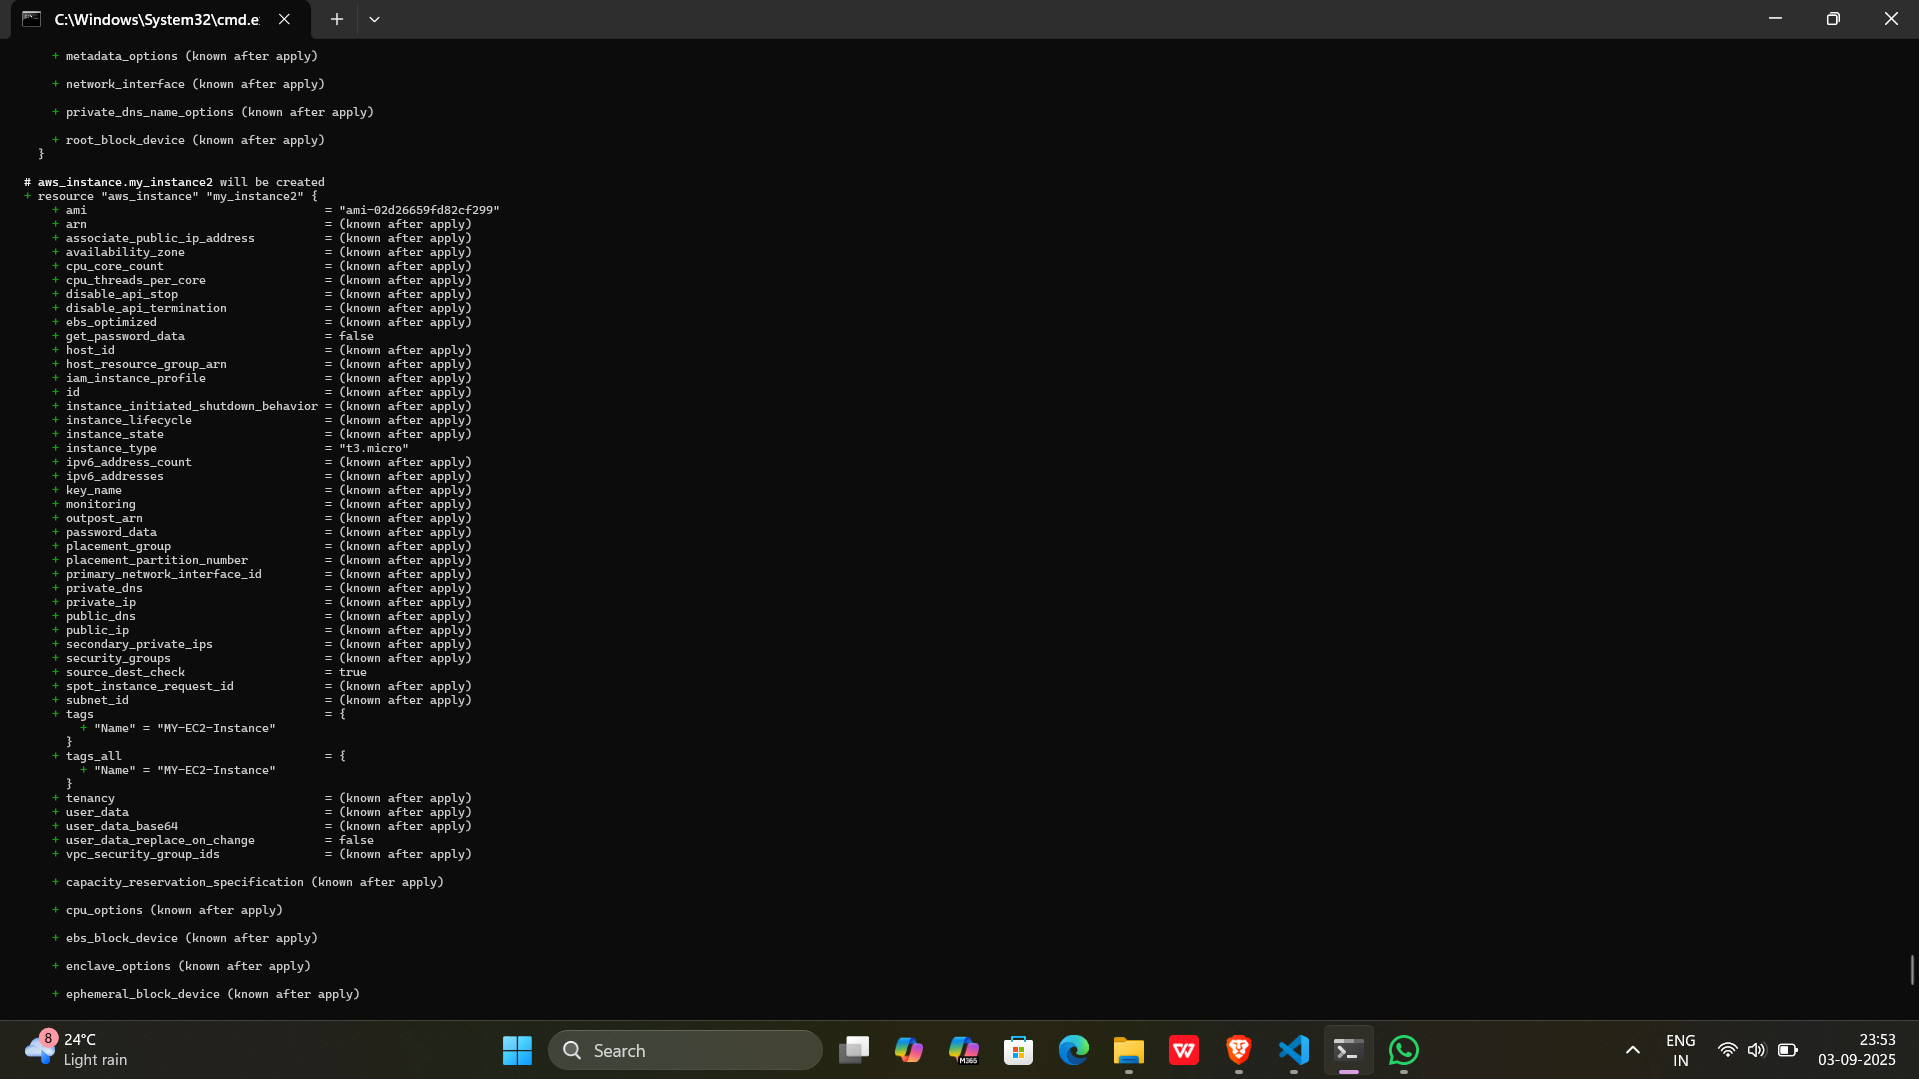 C:\Windows\System32\cmd.e
+ metadata_options (known after apply)
+ network_interface (known after apply)
+ private_dns_name_options (known after apply)
+ root_block_device (known after apply)
}
# aws_instance.my_instance2 will be created
+ resource "aws_instance" "my_instance2" {
+ ami = "ami-02d26659fd82cf299"
+ arn = (known after apply)
+ associate_public_ip_address = (known after apply)
+ availability_zone = (known after apply)
+ cpu_core_count = (known after apply)
+ cpu_threads_per_core = (known after apply)
+ disable_api_stop = (known after apply)
+ disable_api_termination = (known after apply)
+ ebs_optimized = (known after apply)
+ get_password_data = false
+ host_id = (known after apply)
+ host_resource_group_arn = (known after apply)
+ iam_instance_profile = (known after apply)
+ id = (known after apply)
+ instance_initiated_shutdown_behavior = (known after apply)
+ instance_lifecycle = (known after apply)
+ instance_state = (known after apply)
+ instance_type = "t3.micro"
+ ipv6_address_count = (known after apply)
+ ipv6_addresses = (known after apply)
+ key_name = (known after apply)
+ monitoring = (known after apply)
+ outpost_arn = (known after apply)
+ password_data = (known after apply)
+ placement_group = (known after apply)
+ placement_partition_number = (known after apply)
+ primary_network_interface_id = (known after apply)
+ private_dns = (known after apply)
+ private_ip = (known after apply)
+ public_dns = (known after apply)
+ public_ip = (known after apply)
+ secondary_private_ips = (known after apply)
+ security_groups = (known after apply)
+ source_dest_check = true
+ spot_instance_request_id = (known after apply)
+ subnet_id = (known after apply)
+ tags = {
+ "Name" = "MY-EC2-Instance"
}
+ tags_all = {
+ "Name" = "MY-EC2-Instance"
}
+ tenancy = (known after apply)
+ user_data = (known after apply)
+ user_data_base64 = (known after apply)
+ user_data_replace_on_change = false
+ vpc_security_group_ids = (known after apply)
+ capacity_reservation_specification (known after apply)
+ cpu_options (known after apply)
+ ebs_block_device (known after apply)
+ enclave_options (known after apply)
+ ephemeral_block_device (known after apply)
8
24°C
Light rain
Search
M365
W
ENG
IN
23:53
03-09-2025